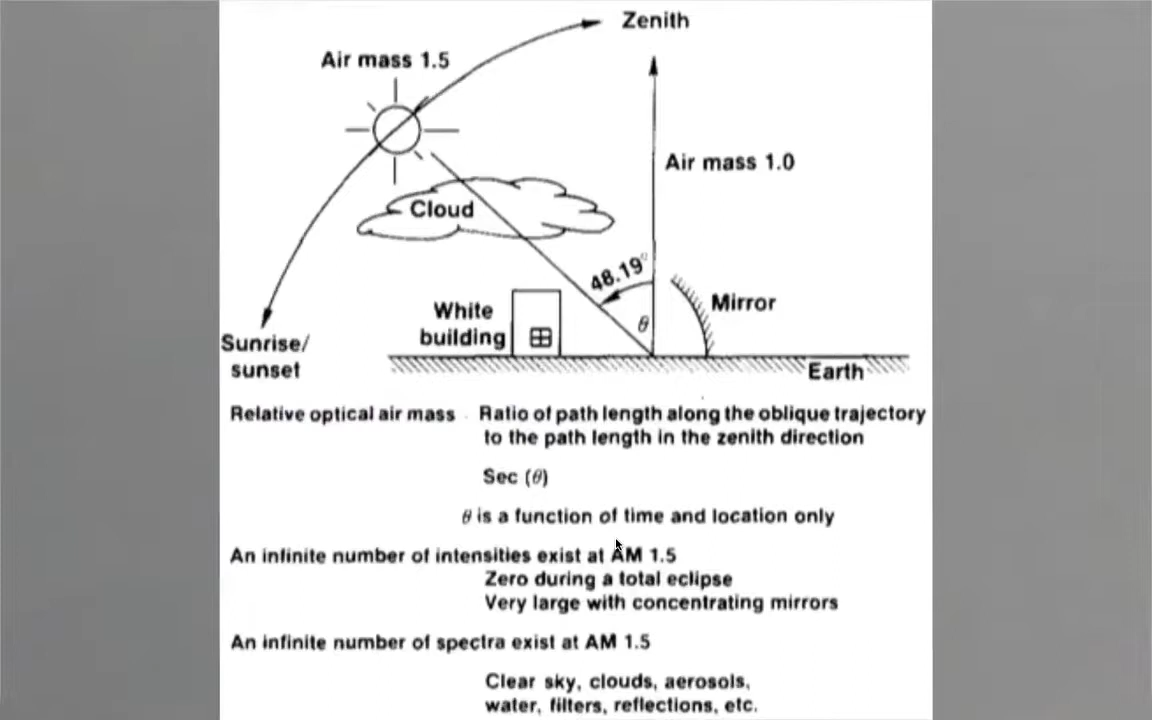 Zenith
Air mass 1.5
Air mass 1.0
Cloud
48.19°
θ
Mirror
White
building
Sunrise/
sunset
Earth
Relative optical air mass Ratio of path length along the oblique trajectory
to the path length in the zenith direction
Sec (θ)
θ is a function of time and location only
An infinite number of intensities exist at AM 1.5
Zero during a total eclipse
Very large with concentrating mirrors
An infinite number of spectra exist at AM 1.5
Clear sky, clouds, aerosols,
water, filters, reflections, etc.